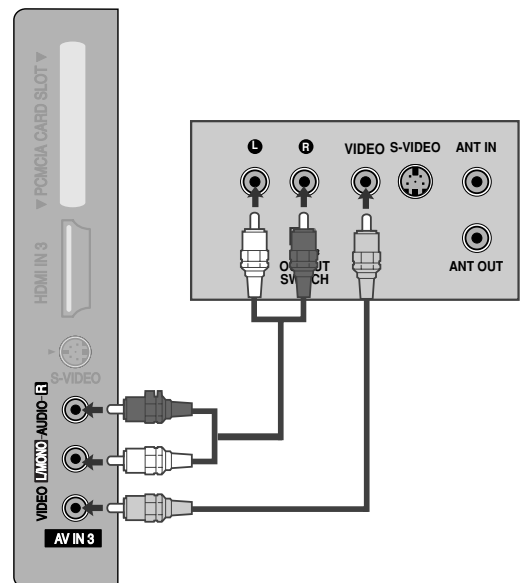 ▼ PCMCIA CARD SLOT ▼
HDMI IN 3
S-VIDEO
VIDEO L/MONO-AUDIO-R
AV IN 3
L R VIDEO S-VIDEO ANT IN
ANT OUT
SWITCH